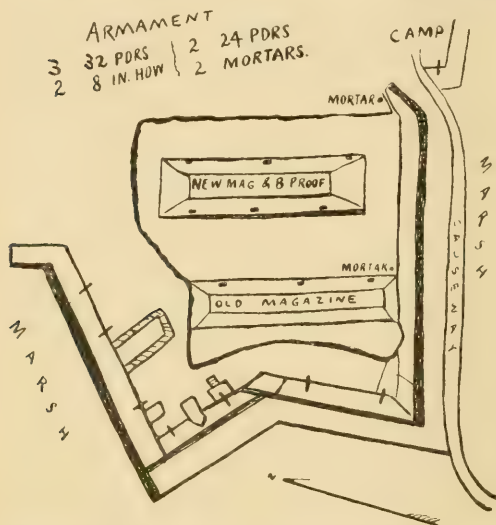 ARMAMENT
3 32 PDRS 2 24 PDRS
2 8 IN. HOW 2 MORTARS.
CAMP
MORTAR
NEW MAG & B PROOF
MORTAR
OLD MAGAZINE
CAUSEWAY
MARSH
MARSH
N